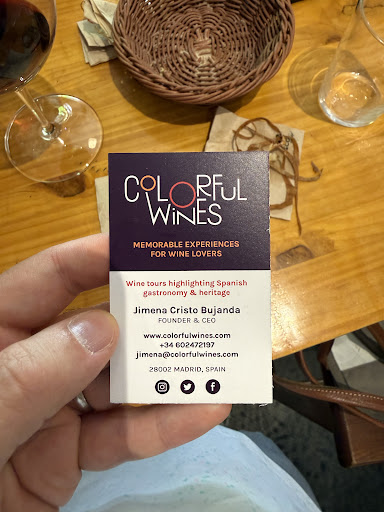 COLORFUL
WiNES
MEMORABLE EXPERIENCES
FOR WINE LOVERS
Wine tours highlighting Spanish
gastronomy & heritage
Jimena Cristo Bujanda
FOUNDER & CEO
www.colorfulwines.com
+34 602472197
jimena@colorfulwines.com
28002 MADRID, SPAIN